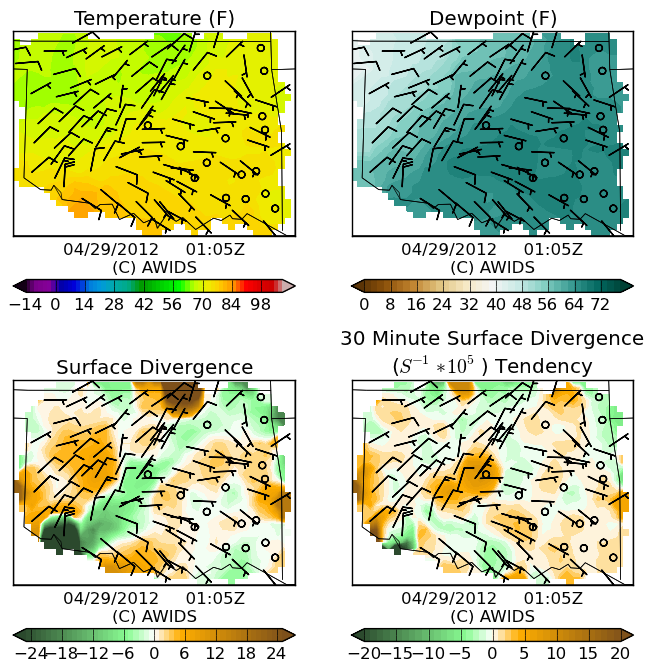 Temperature (F)
04/29/2012 01:05Z
(C) AWIDS
−14 0 14 28 42 56 70 84 98
Dewpoint (F)
04/29/2012 01:05Z
(C) AWIDS
0 8 16 24 32 40 48 56 64 72
Surface Divergence
04/29/2012 01:05Z
(C) AWIDS
−24 −18 −12 −6 0 6 12 18 24
30 Minute Surface Divergence
(S⁻¹ *10⁵ ) Tendency
04/29/2012 01:05Z
(C) AWIDS
−20 −15 −10 −5 0 5 10 15 20